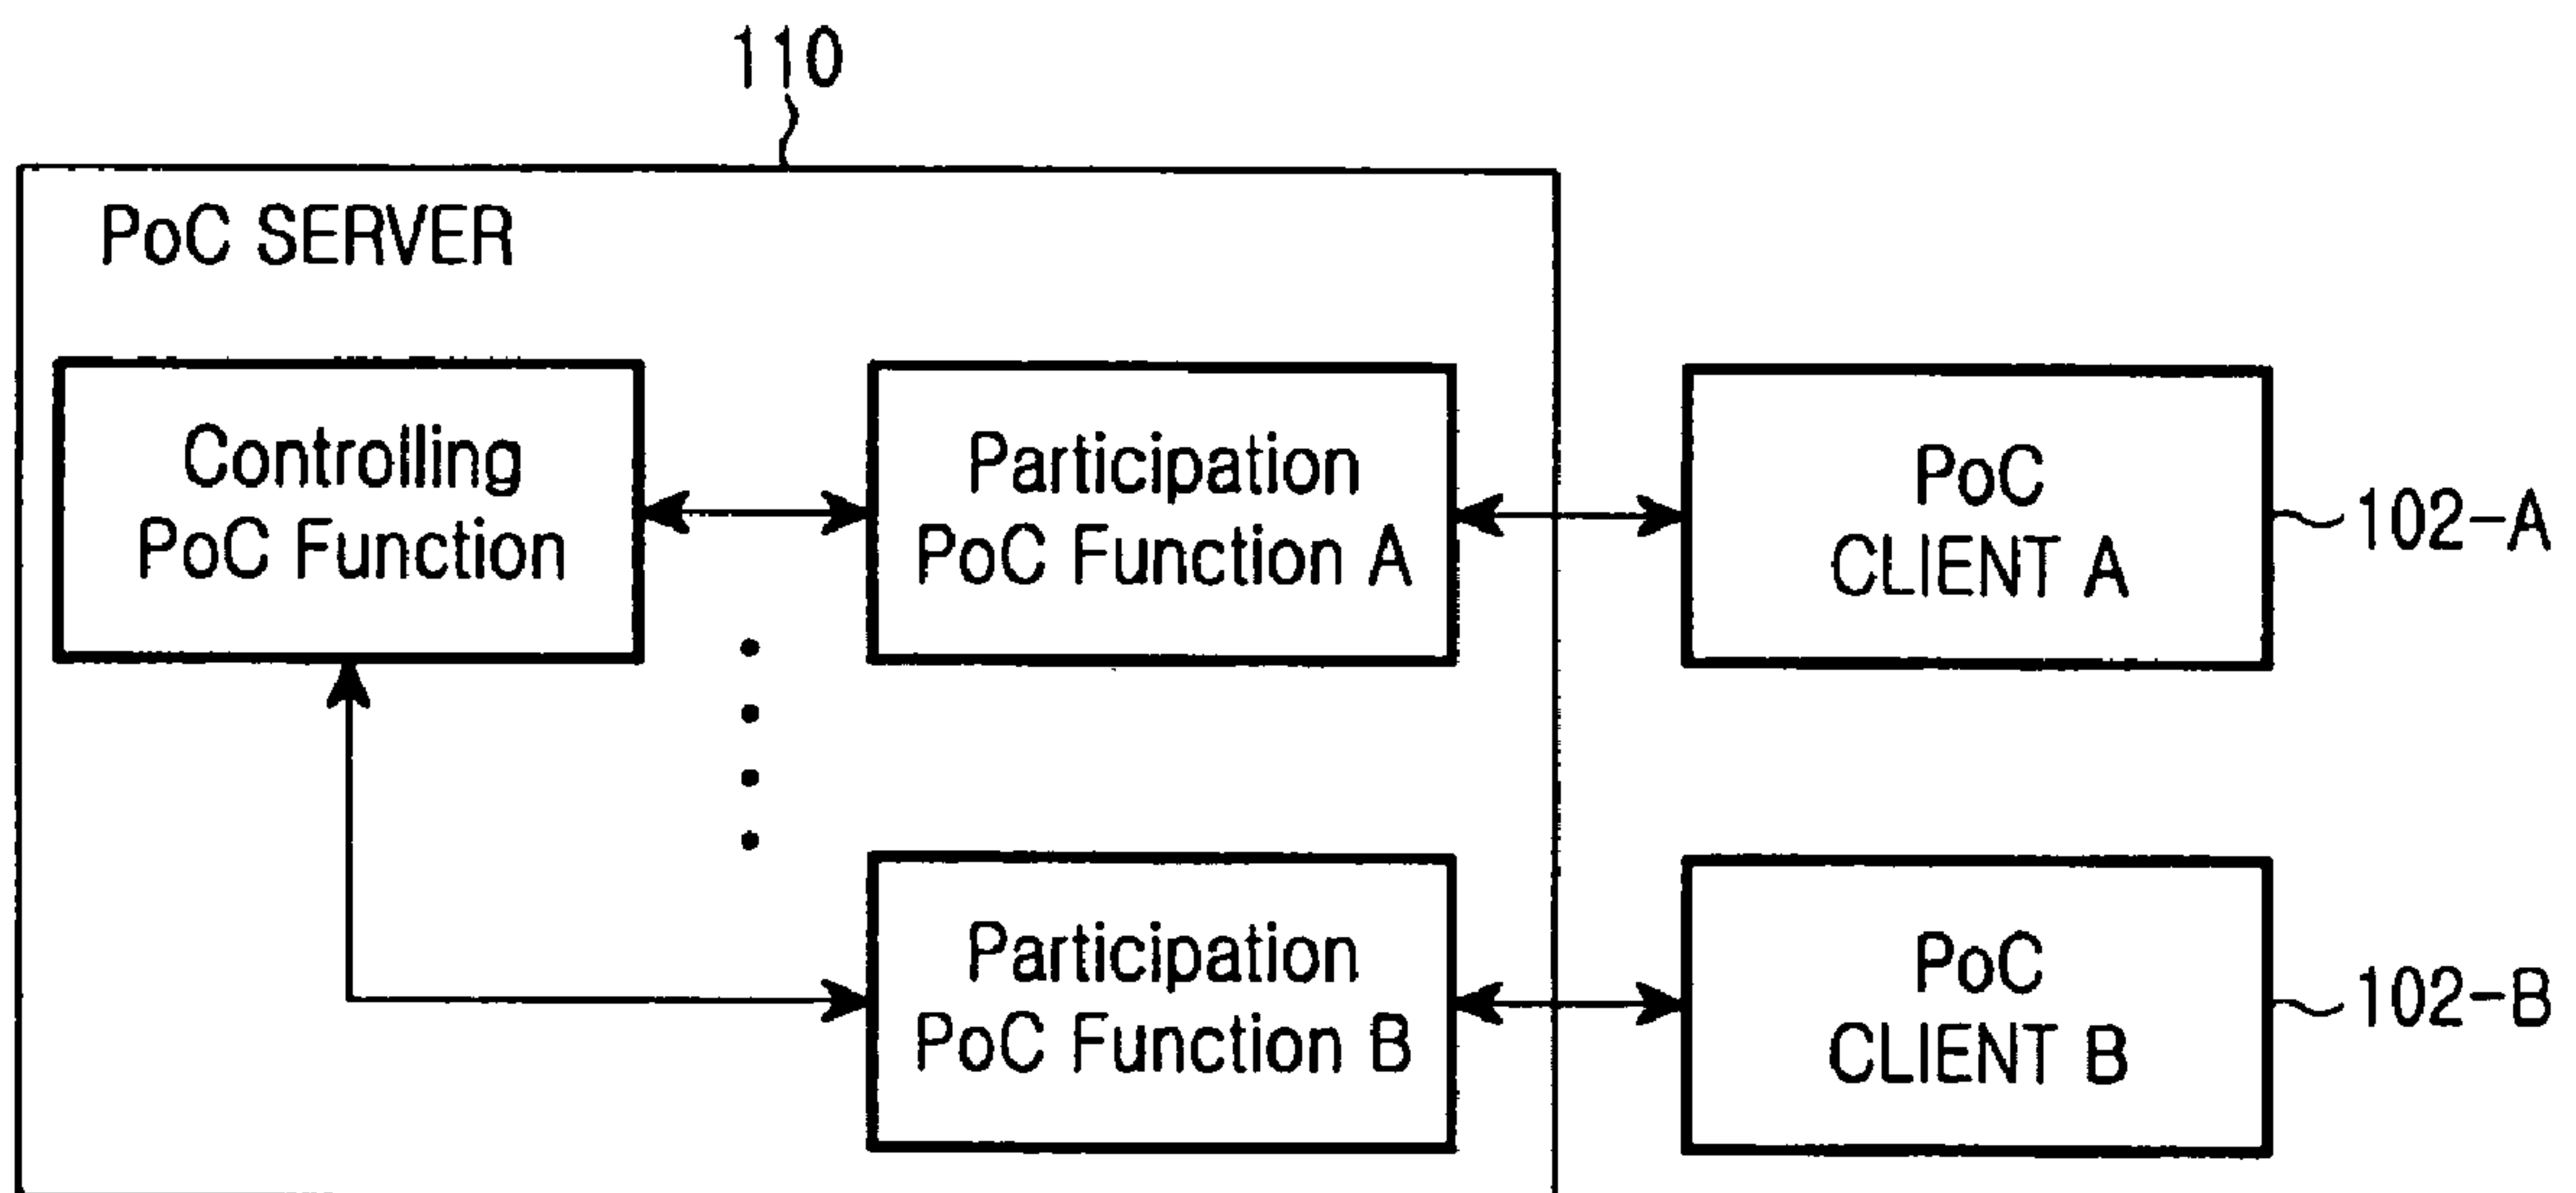 110
PoC SERVER
Controlling
PoC Function
Participation
PoC Function A
PoC
CLIENT A
102-A
Participation
PoC Function B
PoC
CLIENT B
102-B